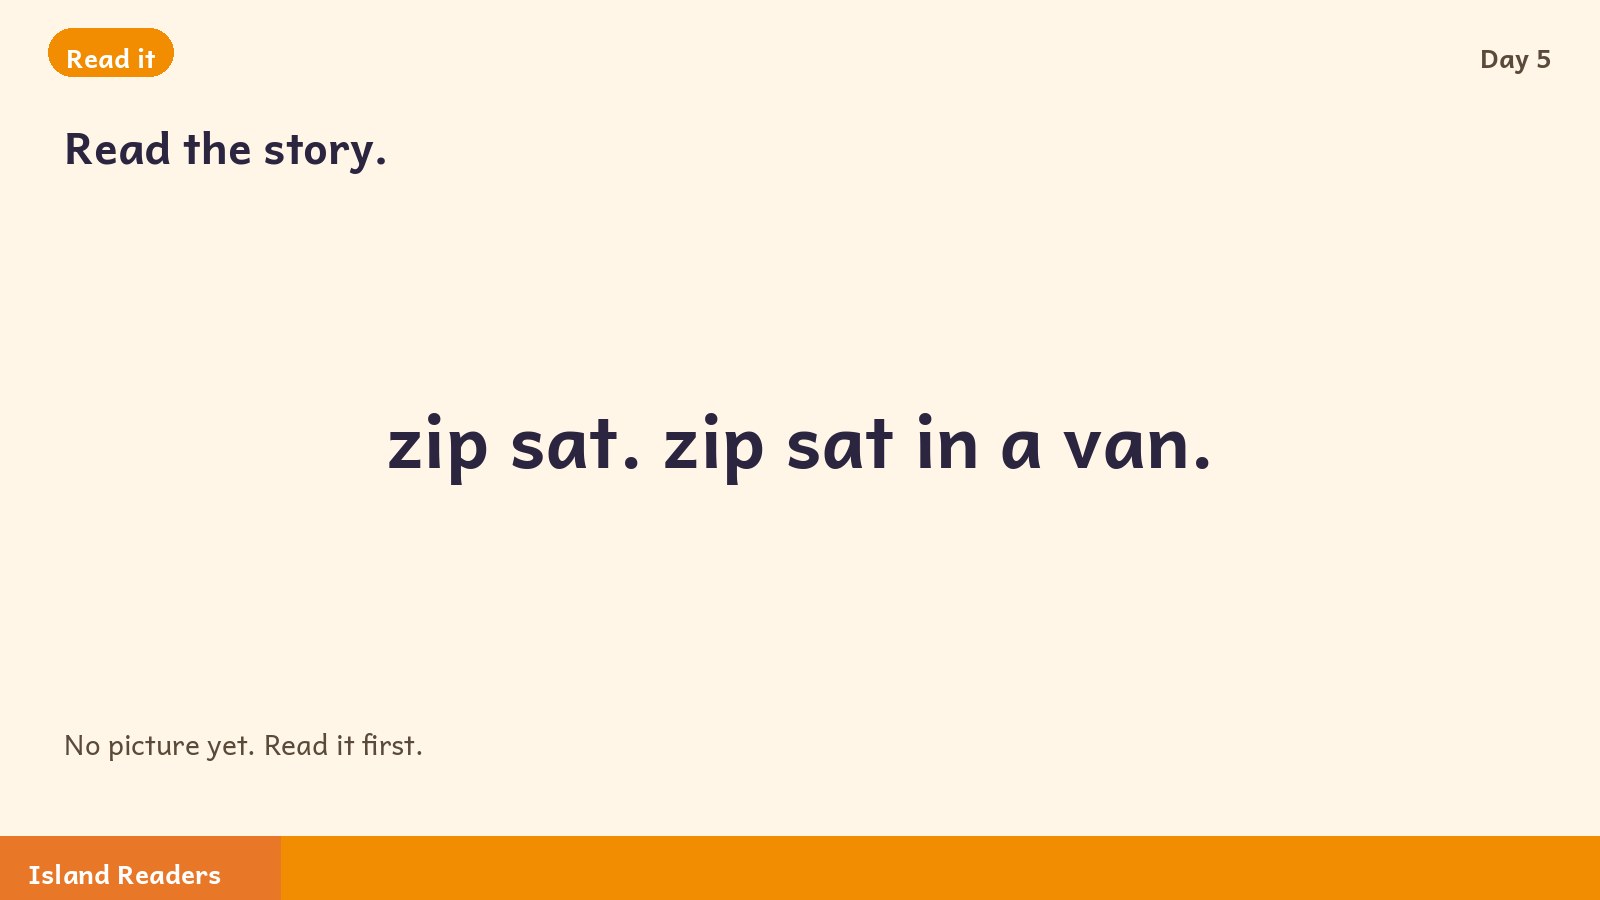 Read it
Day 5
Read the story.
zip sat. zip sat in a van.
No picture yet. Read it first.
Island Readers